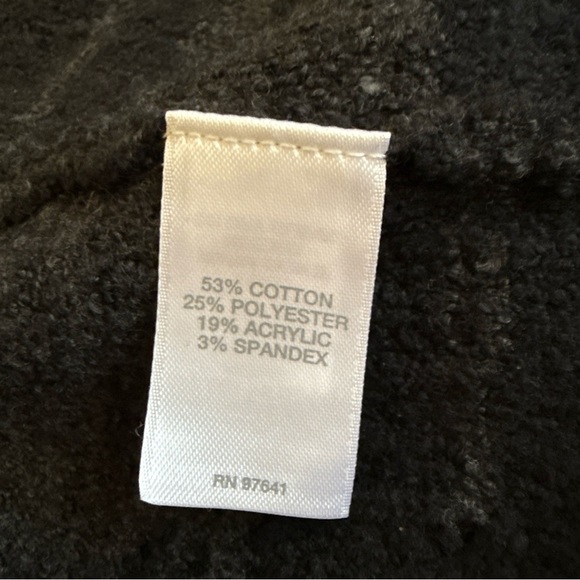 53% COTTON
25% POLYESTER
19% ACRYLIC
3% SPANDEX
RN 97641